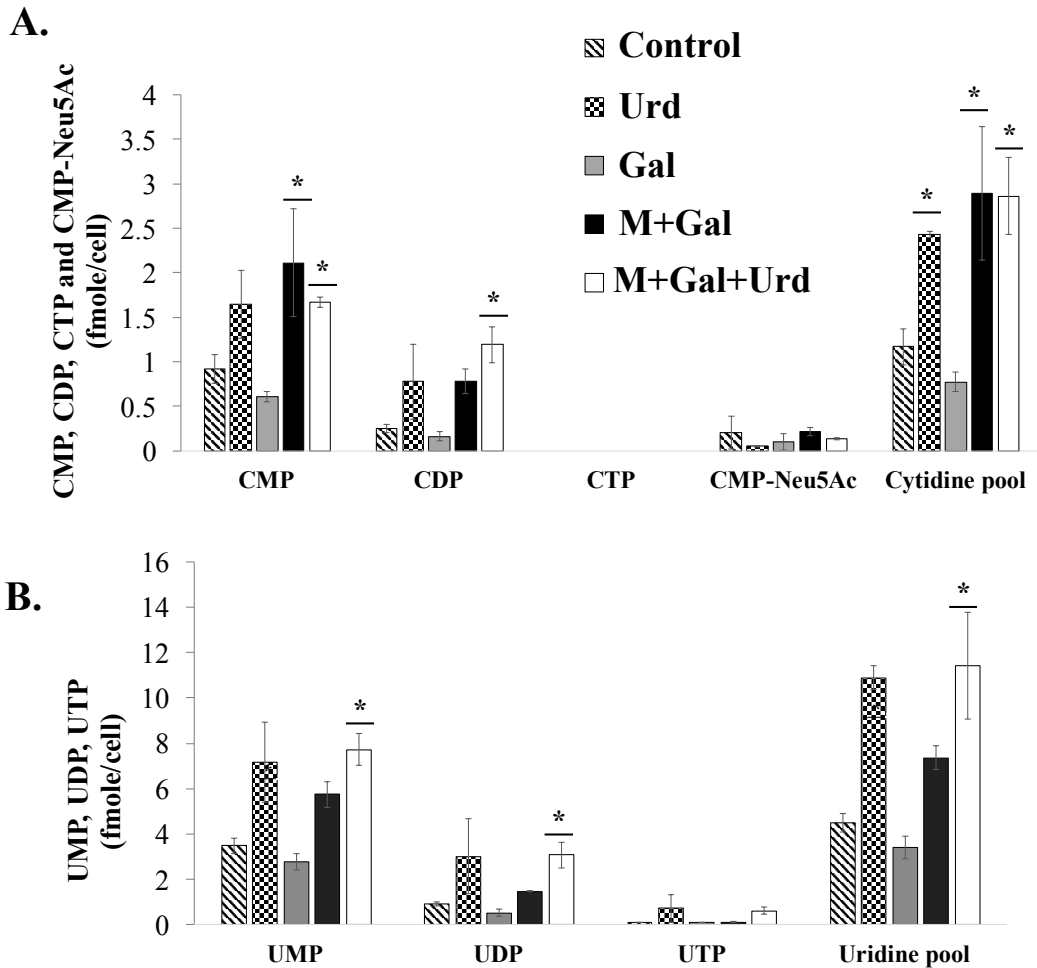 A.
Control
Urd
Gal
M+Gal
M+Gal+Urd
CMP, CDP, CTP and CMP-Neu5Ac
(fmole/cell)
4
3.5
3
2.5
2
1.5
1
0.5
0
* * * * * *
CMP CDP CTP CMP-Neu5Ac Cytidine pool
B.
UMP, UDP, UTP
(fmole/cell)
16
14
12
10
8
6
4
2
0
* * *
UMP UDP UTP Uridine pool